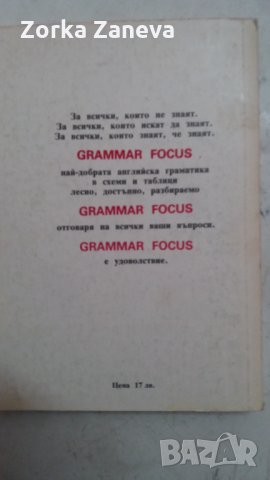 Zorka Zaneva
За всички, които не знаят.
За всички, които искат да знаят.
За всички, които знаят, че знаят.
GRAMMAR FOCUS
най-добрата английска граматика
в схеми и таблици
лесно, достъпно, разбираемо
GRAMMAR FOCUS
отговаря на всички ваши въпроси.
GRAMMAR FOCUS
е удоволствие.
Цена 17 лв.
BAZAR